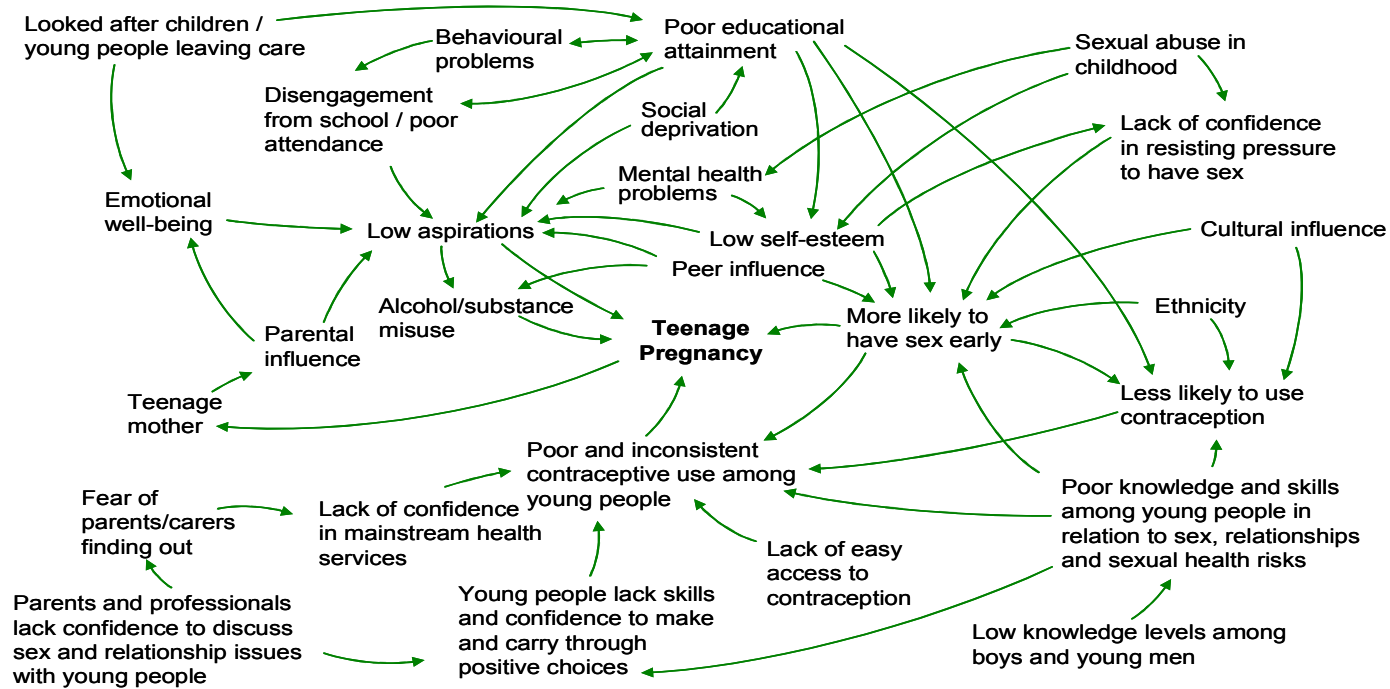 Looked after children /
young people leaving care
Behavioural
problems
Poor educational
attainment
Sexual abuse in
childhood
Disengagement
from school / poor
attendance
Social
deprivation
Lack of confidence
in resisting pressure
to have sex
Mental health
problems
Emotional
well-being
Low aspirations
Low self-esteem
Cultural influence
Peer influence
Alcohol/substance
misuse
Ethnicity
Parental
influence
Teenage
Pregnancy
More likely to
have sex early
Teenage
mother
Less likely to use
contraception
Poor and inconsistent
contraceptive use among
young people
Fear of
parents/carers
finding out
Lack of confidence
in mainstream health
services
Poor knowledge and skills
among young people in
relation to sex, relationships
and sexual health risks
Lack of easy
access to
contraception
Parents and professionals
lack confidence to discuss
sex and relationship issues
with young people
Young people lack skills
and confidence to make
and carry through
positive choices
Low knowledge levels among
boys and young men